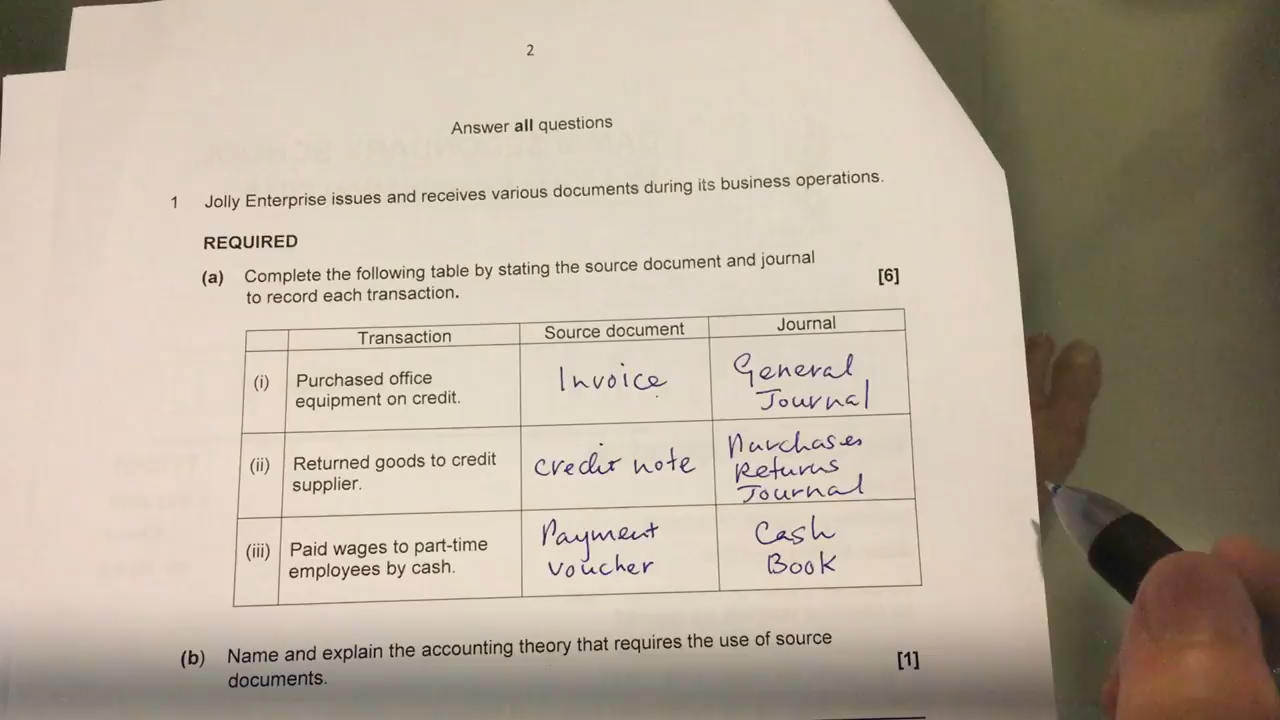 2
Answer all questions
1 Jolly Enterprise issues and receives various documents during its business operations.
REQUIRED
(a) Complete the following table by stating the source document and journal [6]
to record each transaction.
Transaction Source document Journal
(i) Purchased office equipment on credit. Invoice General Journal
(ii) Returned goods to credit supplier. credit note Purchases Returns Journal
(iii) Paid wages to part-time employees by cash. Payment voucher Cash Book
(b) Name and explain the accounting theory that requires the use of source [1]
documents.